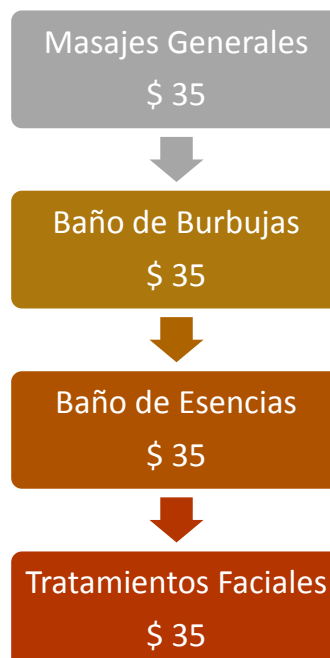 Masajes Generales
$ 35
Baño de Burbujas
$ 35
Baño de Esencias
$ 35
Tratamientos Faciales
$ 35